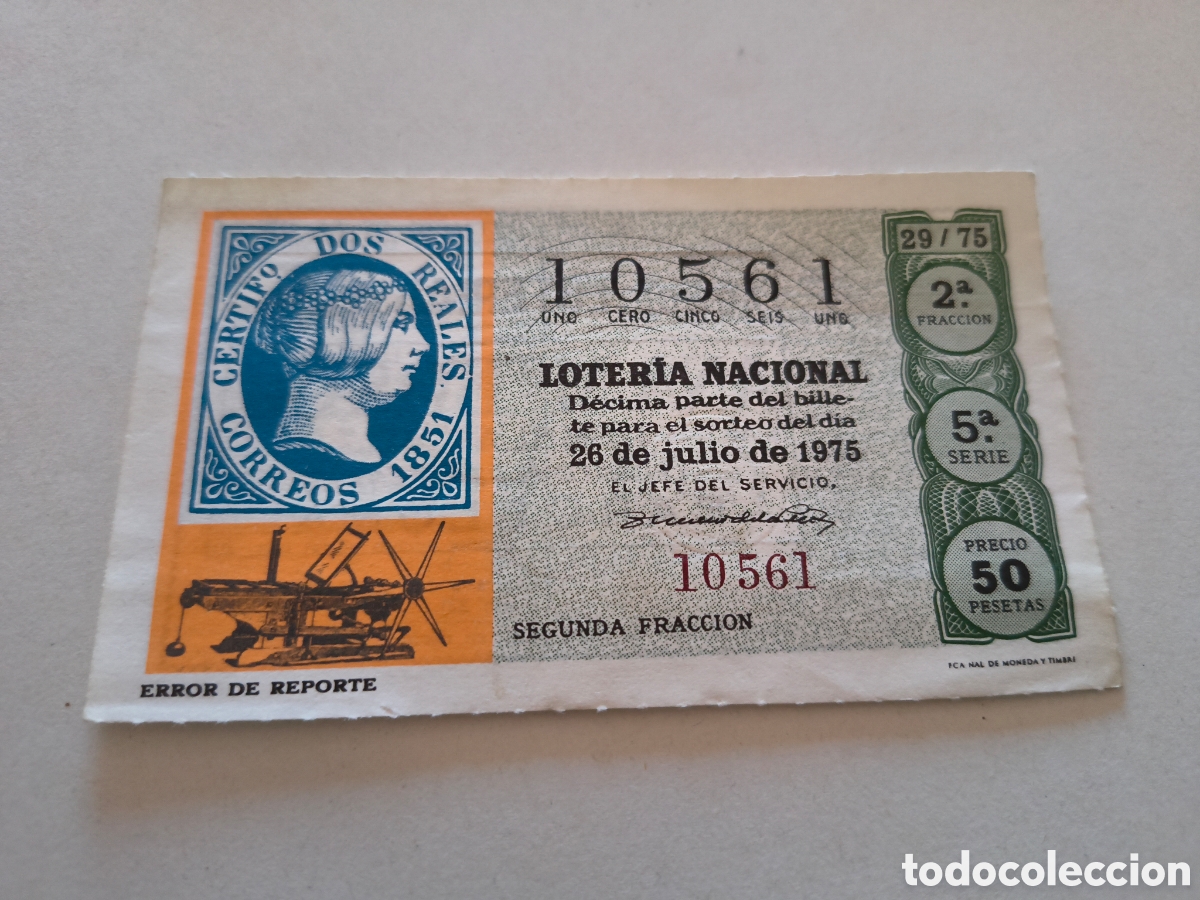 CERTIFº. DOS REALES.
CORREOS 1851
ERROR DE REPORTE
10561
UNO CERO CINCO SEIS UNO
LOTERÍA NACIONAL
Décima parte del bille-
te para el sorteo del día
26 de julio de 1975
EL JEFE DEL SERVICIO,
10561
SEGUNDA FRACCION
29 / 75
2ª.
FRACCION
5ª.
SERIE
PRECIO
50
PESETAS
FCA NAL DE MONEDA Y TIMBRE
todocoleccion